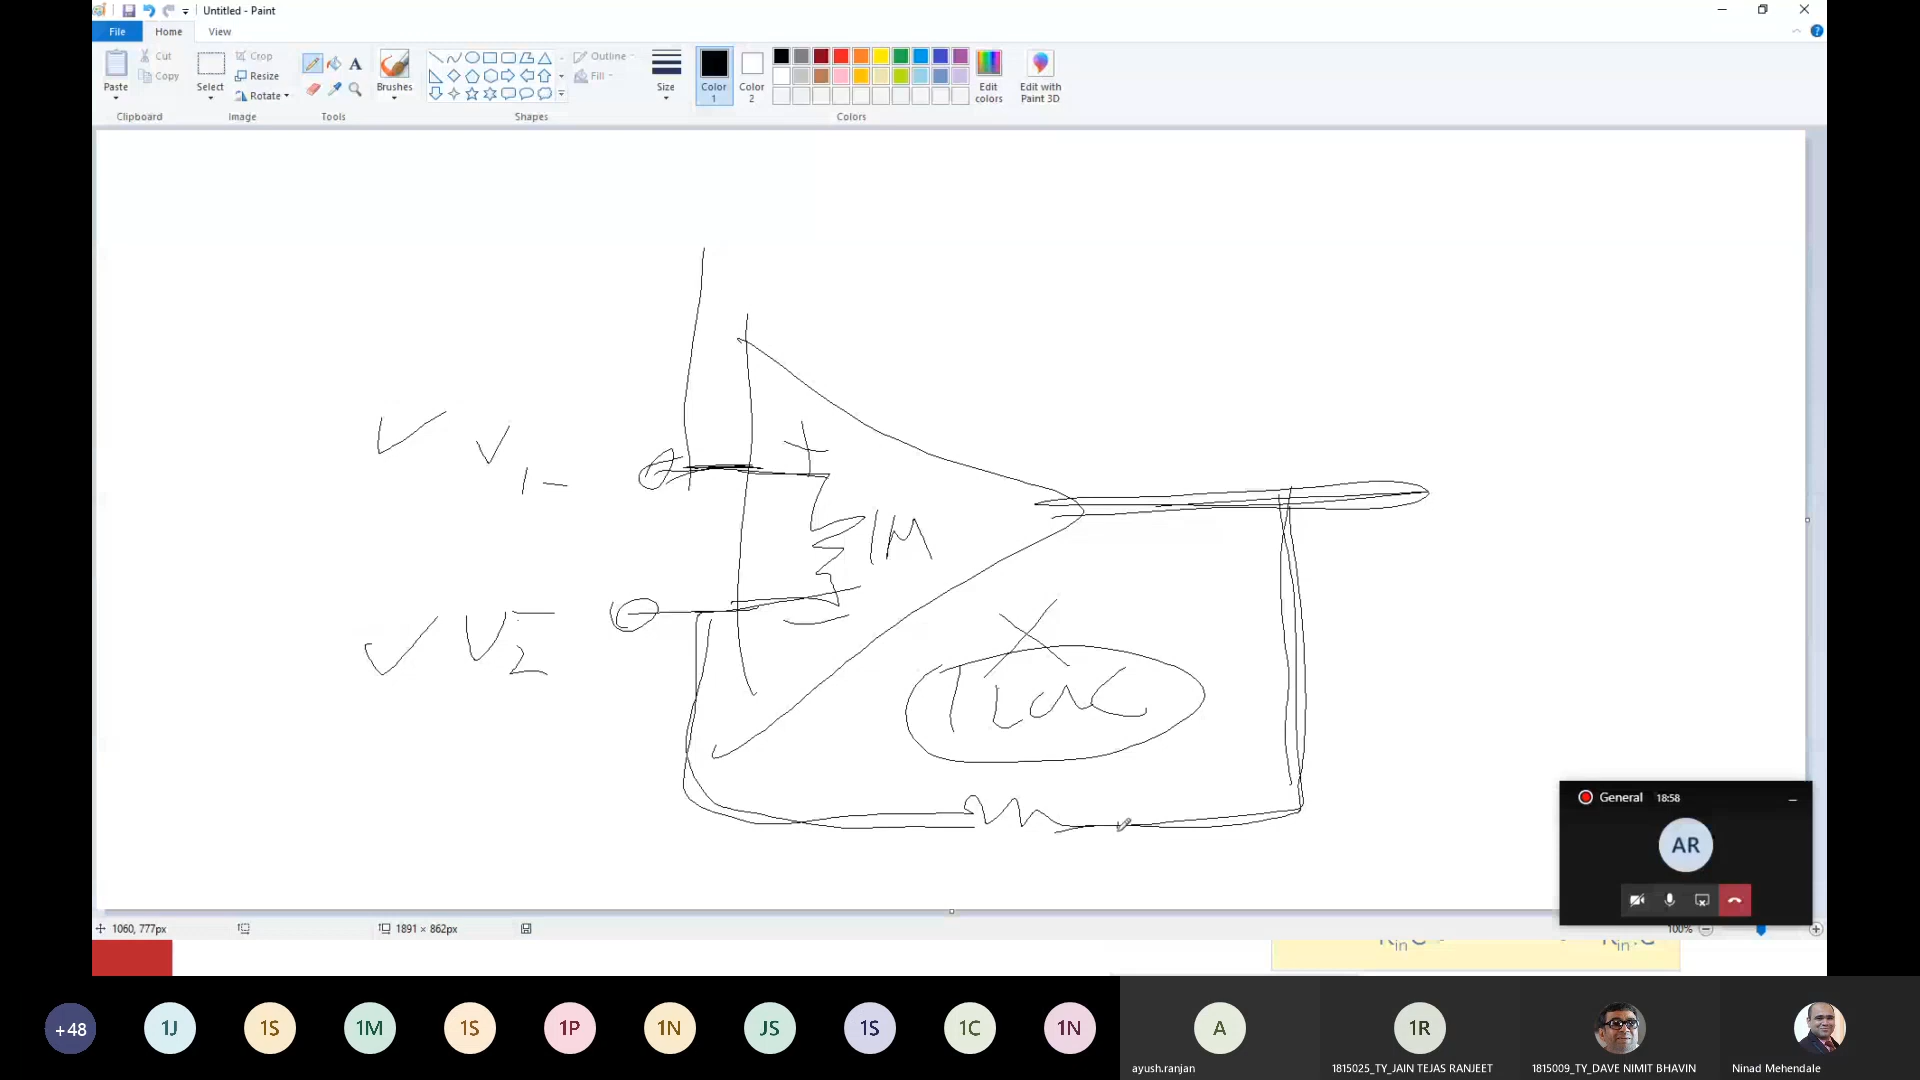 Untitled - Paint
File Home View
Paste Cut Copy Clipboard
Select Crop Resize Rotate Image
Tools
Brushes
Outline Fill Shapes
Size
Color 1 Color 2
Edit colors Edit with Paint 3D
Colors
V1
+
1M
V2
-
General 18:58
AR
1060, 777px 1891 × 862px 100%
+48 1J 1S 1M 1S 1P 1N JS 1S 1C 1N A 1R
ayush.ranjan 1815025_TY_JAIN TEJAS RANJEET 1815009_TY_DAVE NIMIT BHAVIN Ninad Mehendale